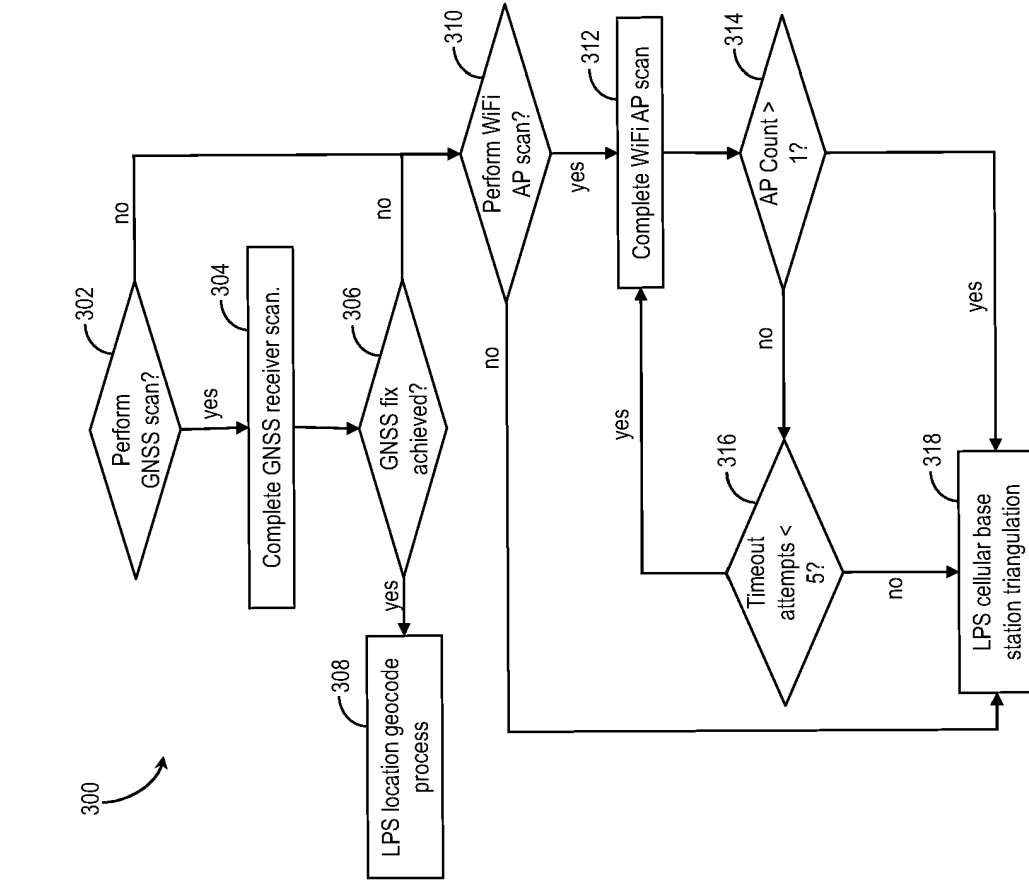 300
302
Perform
GNSS scan?
no
yes
304
Complete GNSS receiver scan.
306
GNSS fix
achieved?
no
yes
308
LPS location geocode
process
310
Perform WiFi
AP scan?
no
yes
312
Complete WiFi AP scan
314
AP Count >
1?
no
yes
316
Timeout
attempts <
5?
yes
no
318
LPS cellular base
station triangulation